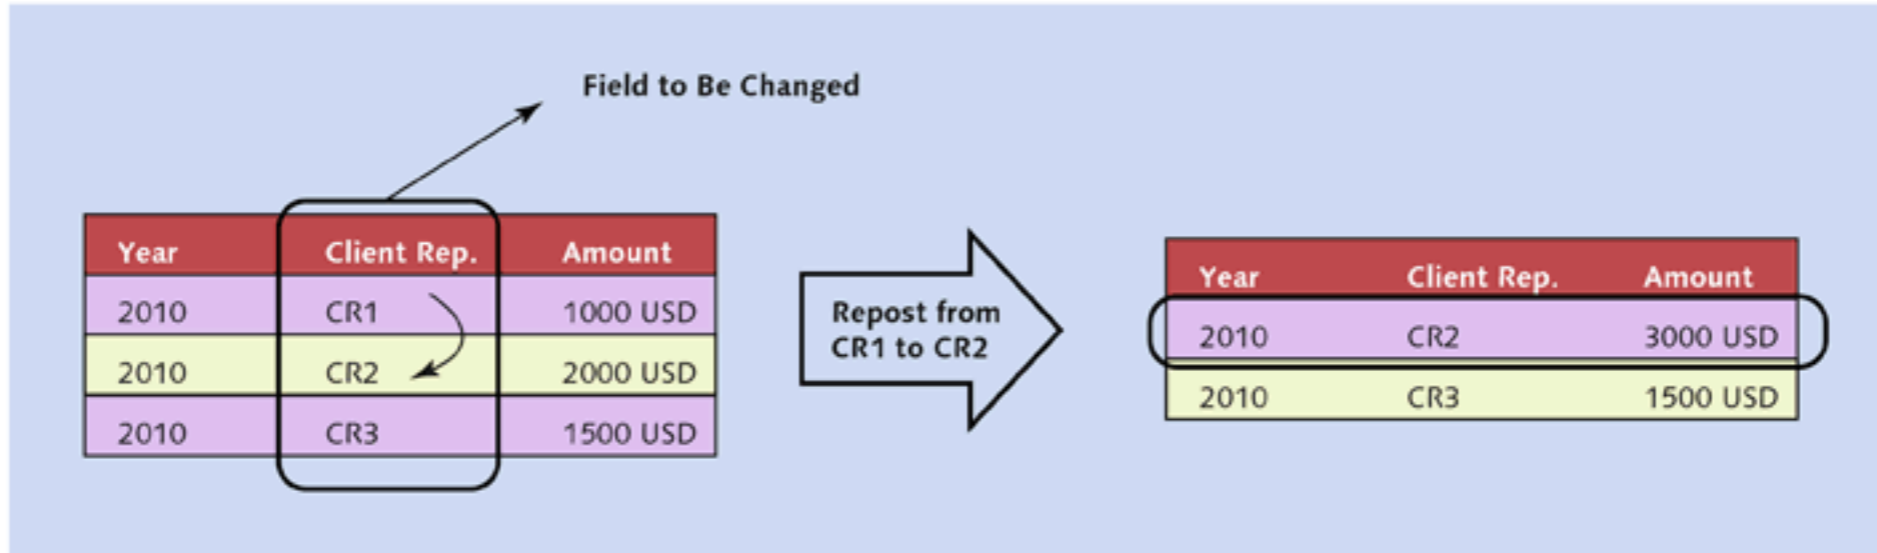 Field to Be Changed
Year Client Rep. Amount
2010 CR1 1000 USD
2010 CR2 2000 USD
2010 CR3 1500 USD
Repost from
CR1 to CR2
Year Client Rep. Amount
2010 CR2 3000 USD
2010 CR3 1500 USD